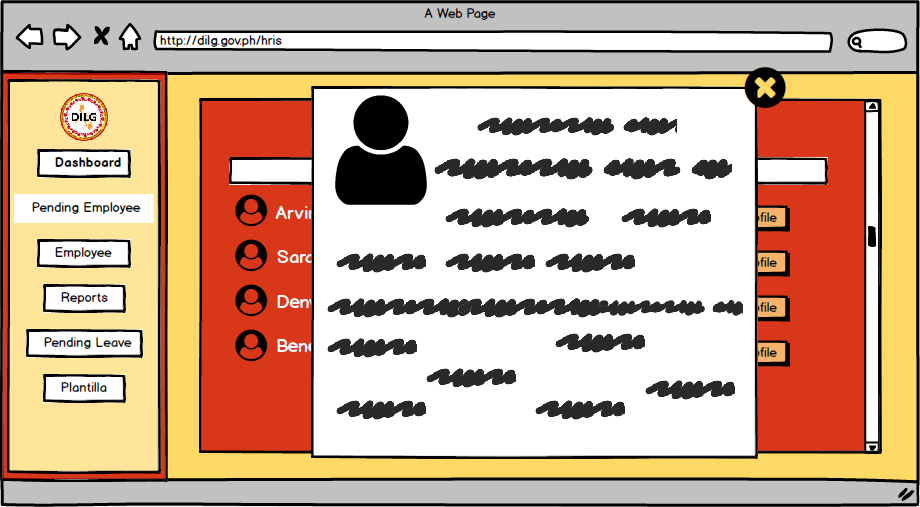 A Web Page
http://dilg.gov.ph/hris
DILG
Dashboard
Pending Employee
Employee
Reports
Pending Leave
Plantilla
Arvi
Sara
Den
Bene
ofile
ofile
ofile
ofile